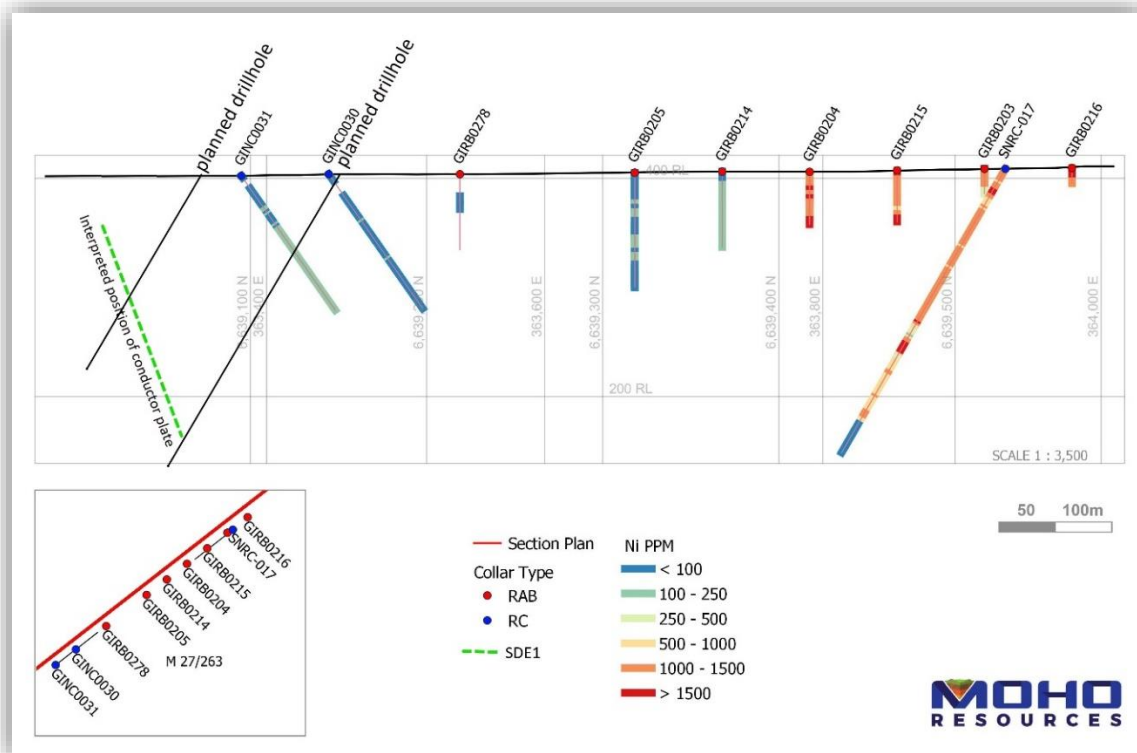 planned drillhole
GINC0031
GINC0030
planned drillhole
GIRB0278
GIRB0205
GIRB0214
GIRB0204
GIRB0215
GIRB0203
SNRC-017
GIRB0216
400 RL
Interpreted position of conductor plate
6,639,100 N
363,400 E
6,639,200 N
363,600 E
6,639,300 N
6,639,400 N
363,800 E
6,639,500 N
364,000 E
200 RL
SCALE 1 : 3,500
50 100m
GIRB0216
SNRC-017
GIRB0215
GIRB0204
GIRB0214
GIRB0205
GIRB0278
GINC0030
GINC0031
M 27/263
Section Plan
Collar Type
RAB
RC
SDE1
Ni PPM
< 100
100 - 250
250 - 500
500 - 1000
1000 - 1500
> 1500
MOHO
RESOURCES